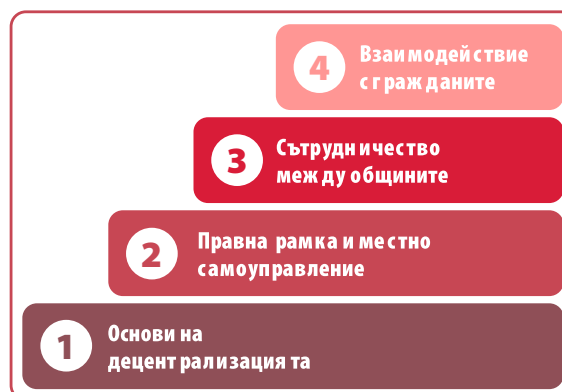 4
Взаимодействие
с гражданите
3
Сътрудничество
между общините
2
Правна рамка и местно
самоуправление
1
Основи на
децентрализацията